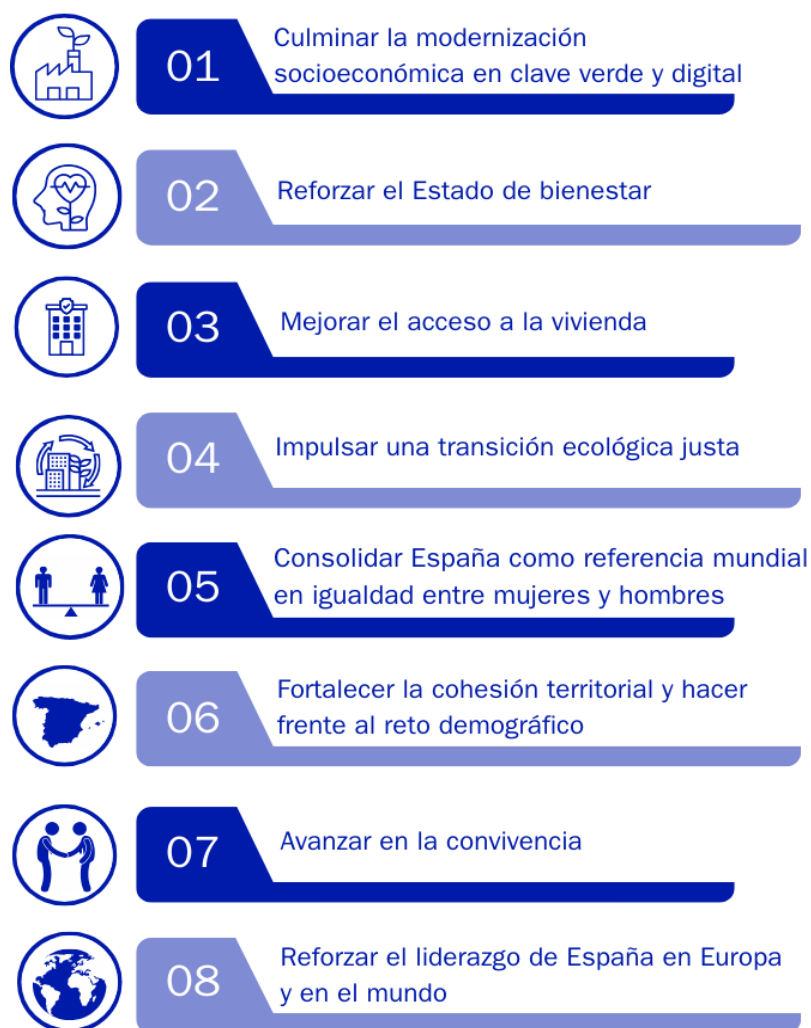 01
Culminar la modernización
socioeconómica en clave verde y digital
02
Reforzar el Estado de bienestar
03
Mejorar el acceso a la vivienda
04
Impulsar una transición ecológica justa
05
Consolidar España como referencia mundial
en igualdad entre mujeres y hombres
06
Fortalecer la cohesión territorial y hacer
frente al reto demográfico
07
Avanzar en la convivencia
08
Reforzar el liderazgo de España en Europa
y en el mundo